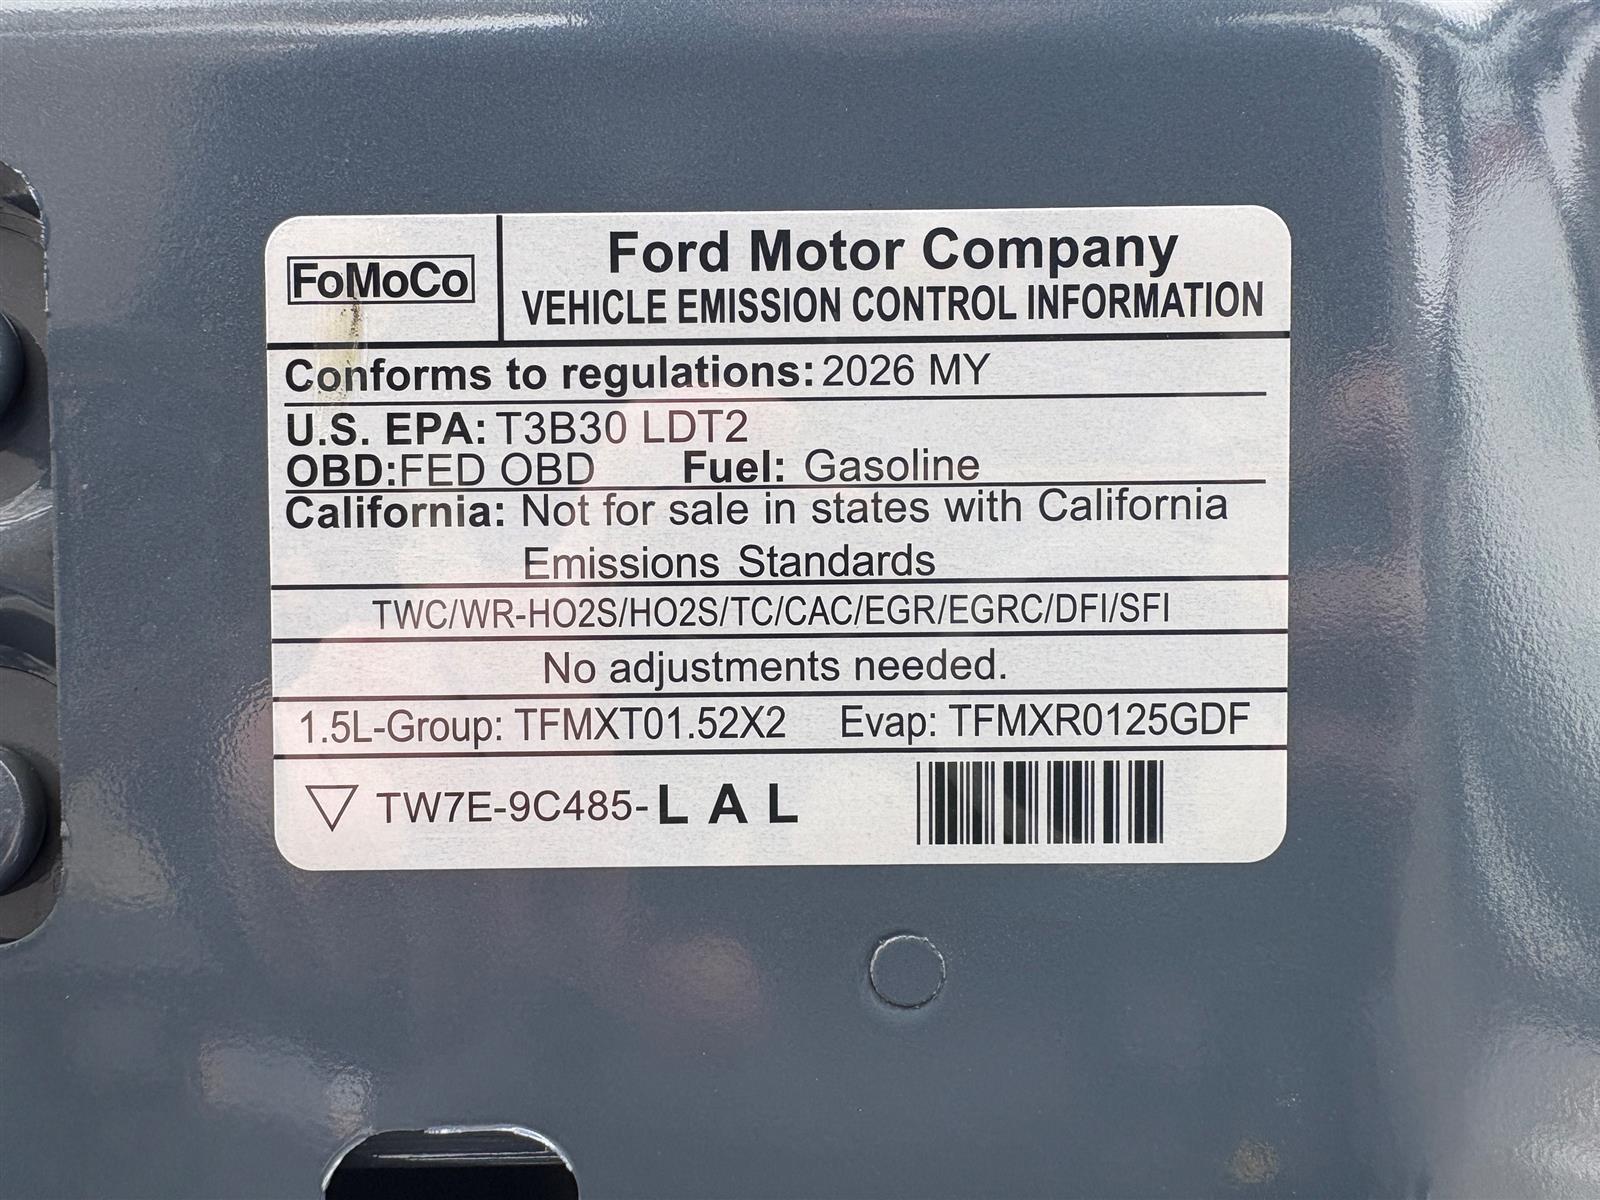 FoMoCo
Ford Motor Company
VEHICLE EMISSION CONTROL INFORMATION
Conforms to regulations: 2026 MY
U.S. EPA: T3B30 LDT2
OBD:FED OBD Fuel: Gasoline
California: Not for sale in states with California
Emissions Standards
TWC/WR-HO2S/HO2S/TC/CAC/EGR/EGRC/DFI/SFI
No adjustments needed.
1.5L-Group: TFMXT01.52X2 Evap: TFMXR0125GDF
TW7E-9C485-L A L